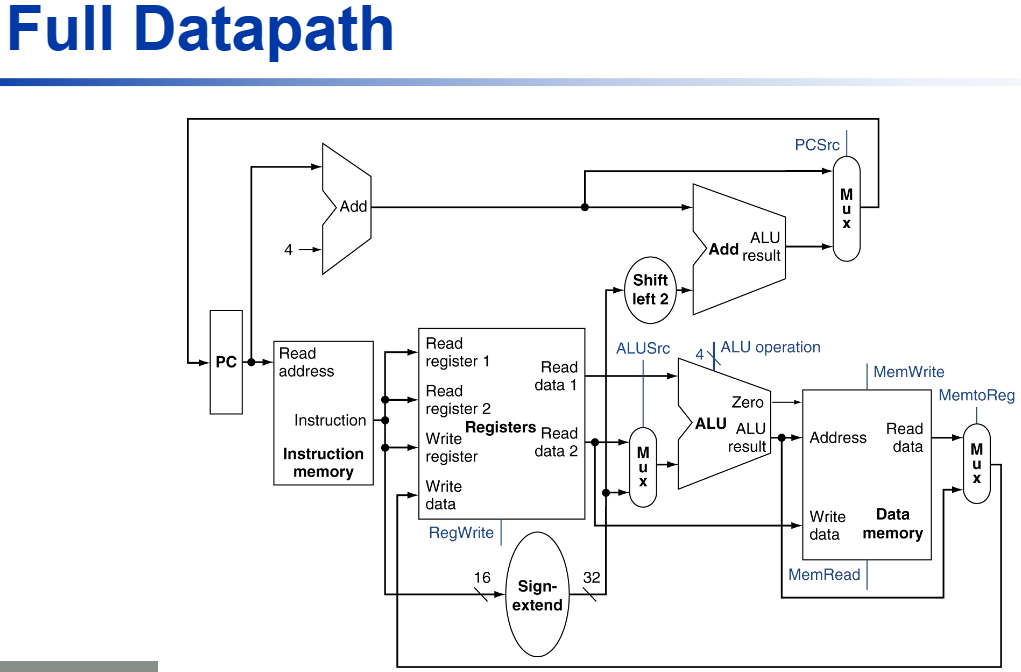 Full Datapath
PCSrc
M
u
x
Add
4
Add
ALU
result
Shift
left 2
PC
Read
address
Instruction
Instruction
memory
Read
register 1
Read
register 2
Write
register
Write
data
Registers
Read
data 1
Read
data 2
RegWrite
16
Sign-
extend
32
ALUSrc
M
u
x
4
ALU operation
Zero
ALU
ALU
result
MemWrite
Address
Read
data
Write
data
Data
memory
MemRead
MemtoReg
M
u
x